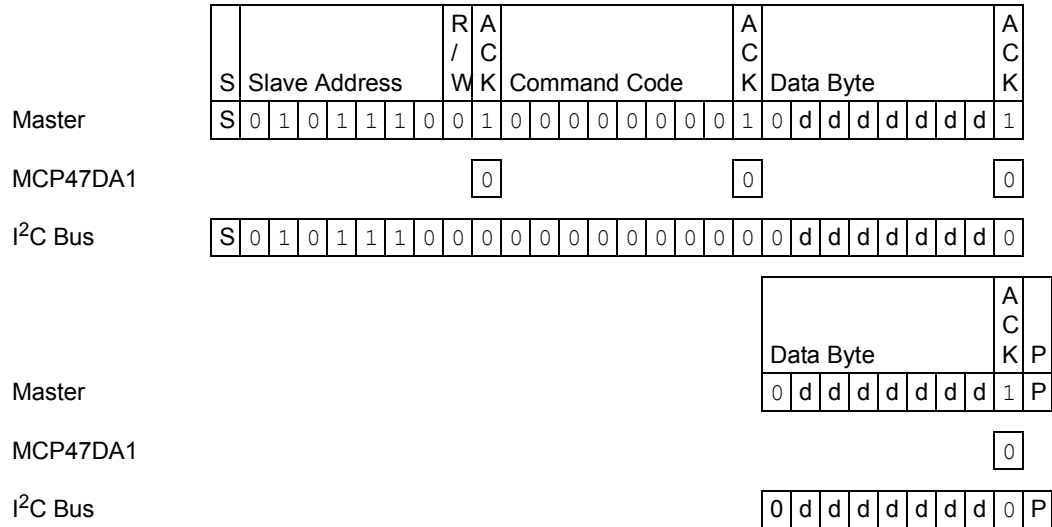 R A A A
/ C C C
S Slave Address W K Command Code K Data Byte K
Master S 0 1 0 1 1 1 0 0 1 0 0 0 0 0 0 0 0 1 0 d d d d d d d 1
MCP47DA1 0 0 0
I2C Bus S 0 1 0 1 1 1 0 0 0 0 0 0 0 0 0 0 0 0 0 d d d d d d d 0
A
C
Data Byte K P
Master 0 d d d d d d d 1 P
MCP47DA1 0
I2C Bus 0 d d d d d d d 0 P